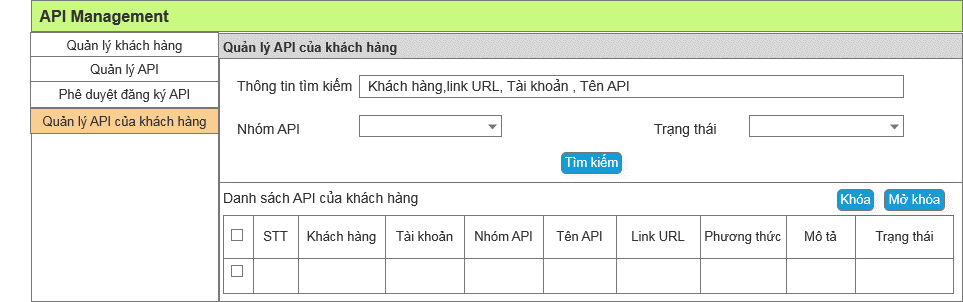 API Management
Quản lý khách hàng
Quản lý API
Phê duyệt đăng ký API
Quản lý API của khách hàng
Quản lý API của khách hàng
Thông tin tìm kiếm
Khách hàng,link URL, Tài khoản , Tên API
Nhóm API
Trạng thái
Tìm kiếm
Danh sách API của khách hàng
Khóa
Mở khóa
STT Khách hàng Tài khoản Nhóm API Tên API Link URL Phương thức Mô tả Trạng thái